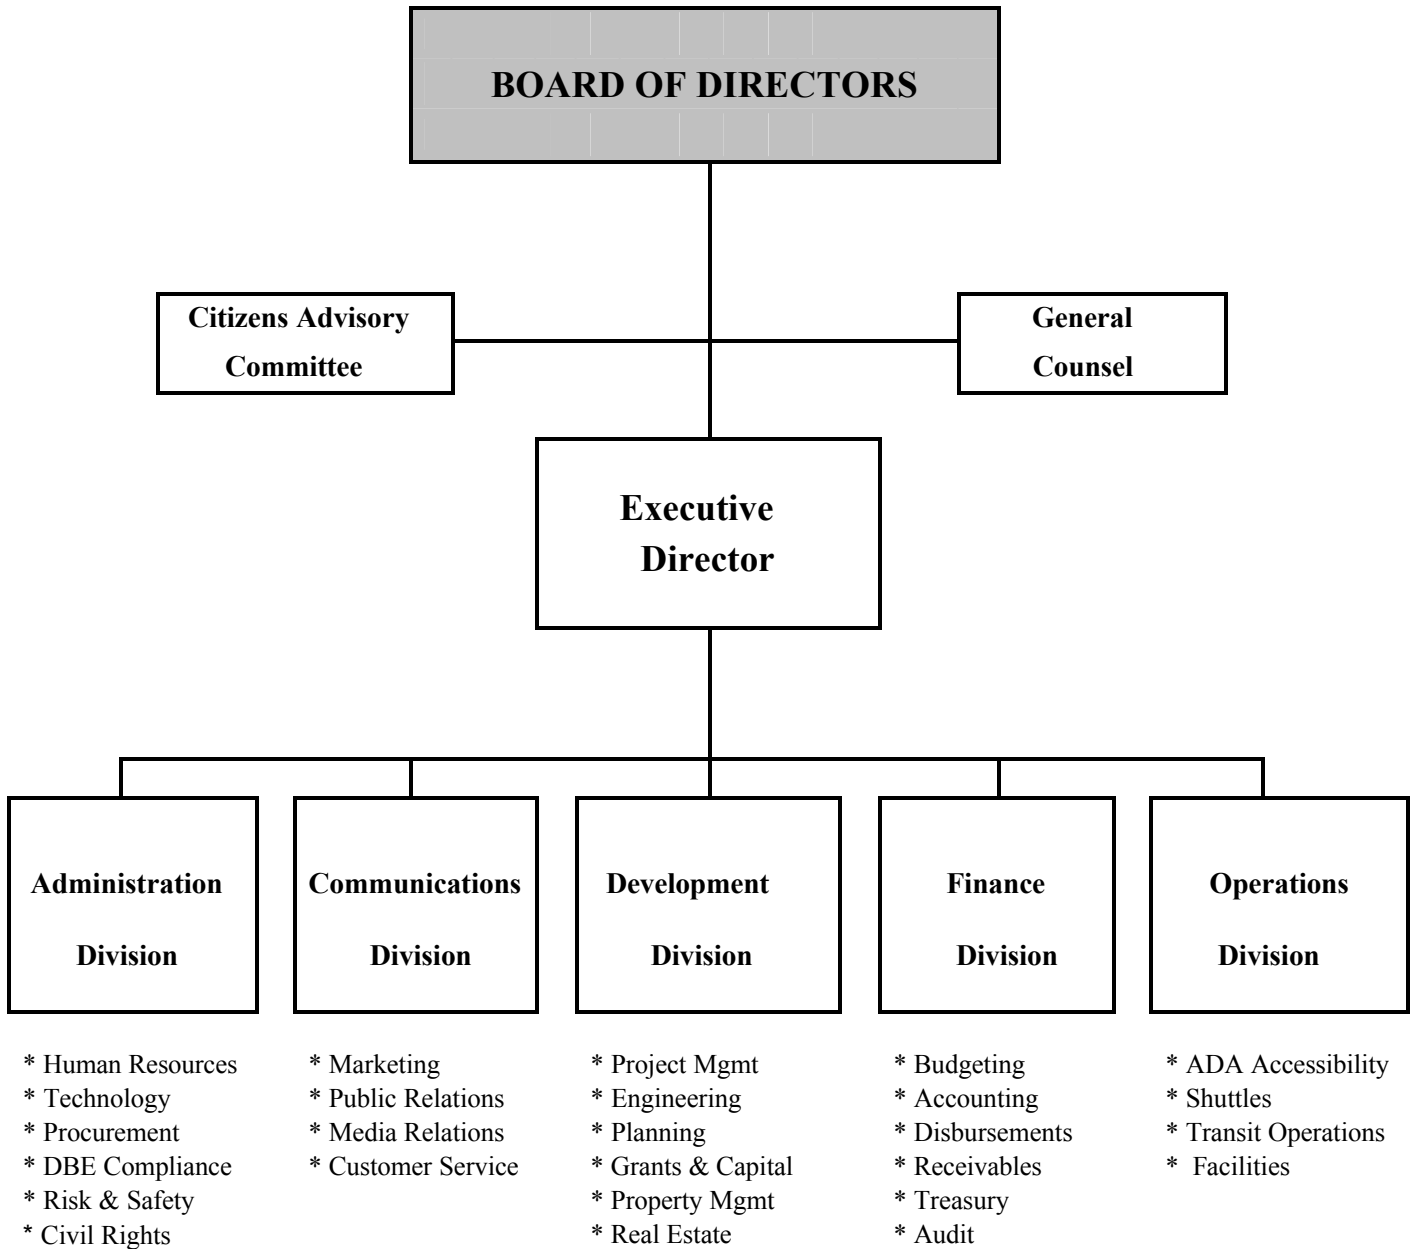 BOARD OF DIRECTORS
Citizens Advisory
Committee
General
Counsel
Executive
Director
Administration
Division
Communications
Division
Development
Division
Finance
Division
Operations
Division
* Human Resources
* Technology
* Procurement
* DBE Compliance
* Risk & Safety
* Civil Rights
* Marketing
* Public Relations
* Media Relations
* Customer Service
* Project Mgmt
* Engineering
* Planning
* Grants & Capital
* Property Mgmt
* Real Estate
* Budgeting
* Accounting
* Disbursements
* Receivables
* Treasury
* Audit
* ADA Accessibility
* Shuttles
* Transit Operations
* Facilities